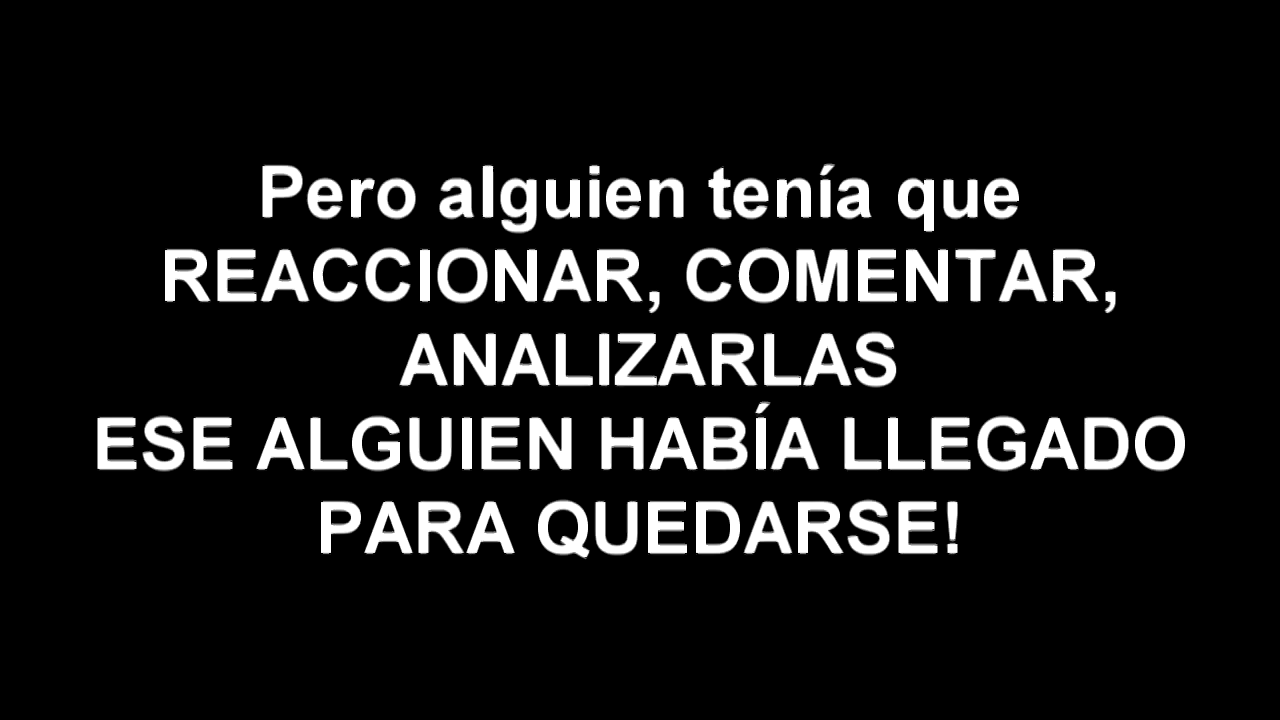 Pero alguien tenía que
REACCIONAR, COMENTAR,
ANALIZARLAS
ESE ALGUIEN HABÍA LLEGADO
PARA QUEDARSE!